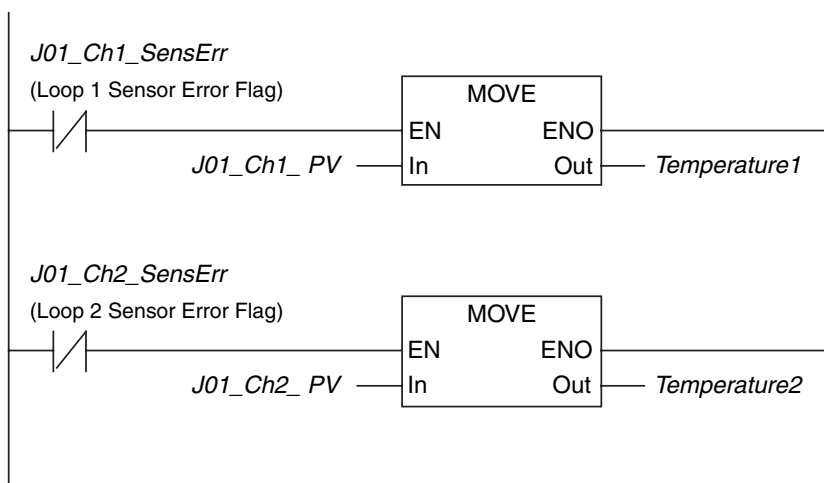 J01_Ch1_SensErr
(Loop 1 Sensor Error Flag)
MOVE
EN ENO
J01_Ch1_ PV In Out Temperature1
J01_Ch2_SensErr
(Loop 2 Sensor Error Flag)
MOVE
EN ENO
J01_Ch2_ PV In Out Temperature2